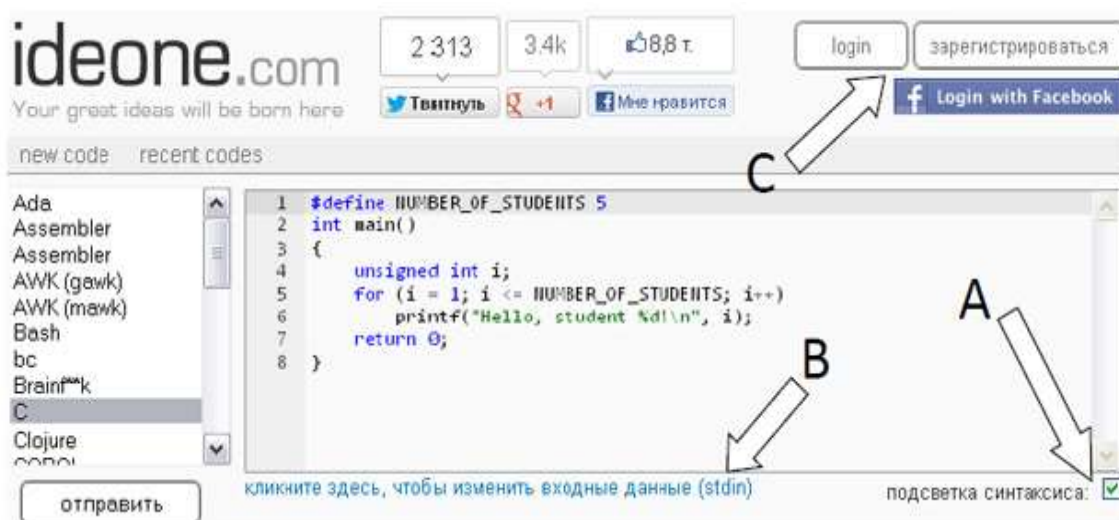 ideone.com
Your great ideas will be born here
2 313
3.4k
8,8 т.
Твитнуть
+1
Мне нравится
login
зарегистрироваться
Login with Facebook
C
new code recent codes
Ada
Assembler
Assembler
AWK (gawk)
AWK (mawk)
Bash
bc
Brainf**k
C
Clojure
COBOL
отправить
1 #define NUMBER_OF_STUDENTS 5
2 int main()
3 {
4 unsigned int i;
5 for (i = 1; i <= NUMBER_OF_STUDENTS; i++)
6 printf("Hello, student %d!\n", i);
7 return 0;
8 }
A
B
кликните здесь, чтобы изменить входные данные (stdin)
подсветка синтаксиса: